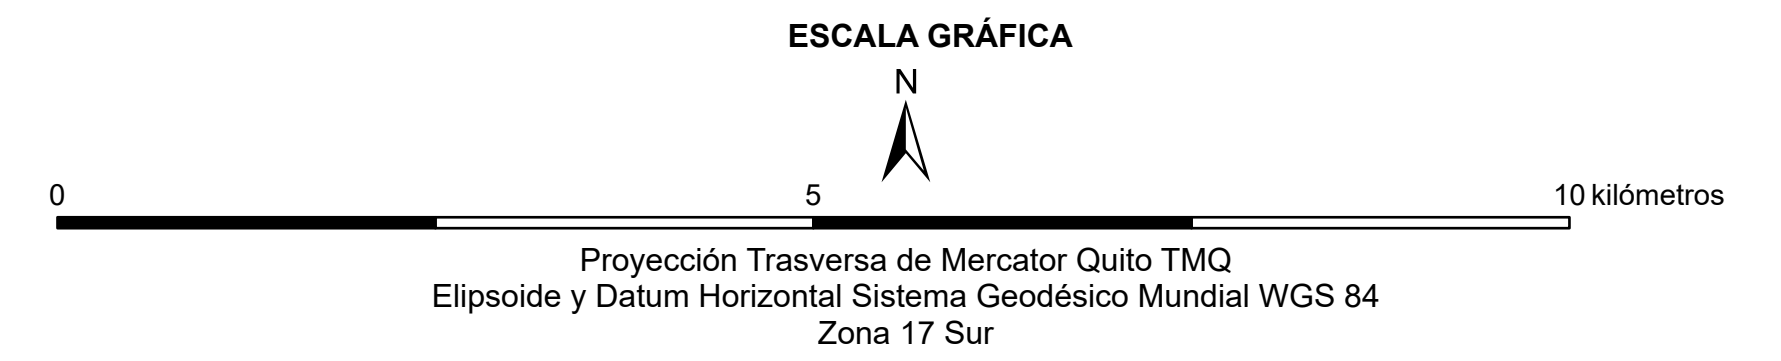 ESCALA GRÁFICA
N
0 5 10 kilómetros
Proyección Trasversa de Mercator Quito TMQ
Elipsoide y Datum Horizontal Sistema Geodésico Mundial WGS 84
Zona 17 Sur